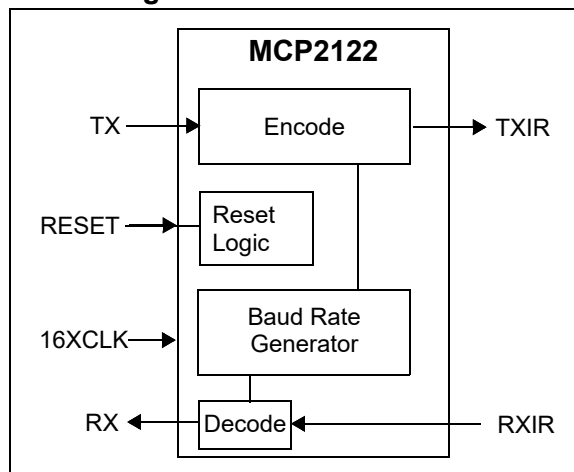 MCP2122
TX
Encode
TXIR
RESET
Reset
Logic
16XCLK
Baud Rate
Generator
RX
Decode
RXIR